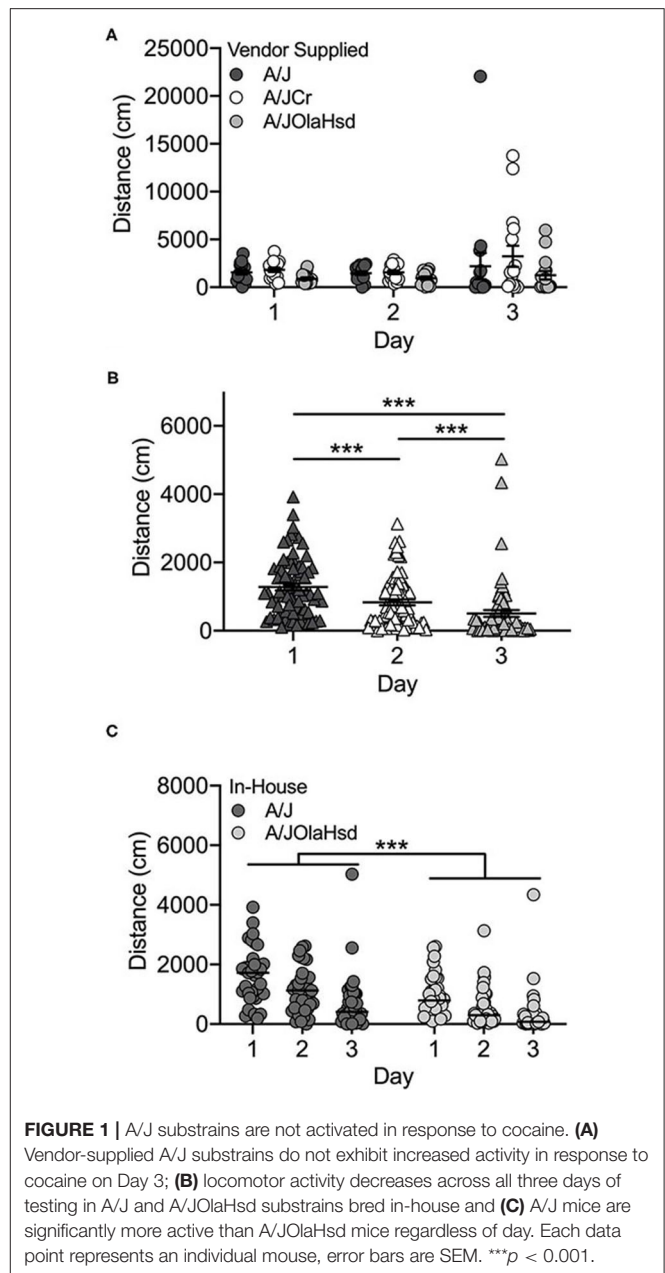 A
25000
Vendor Supplied
A/J
20000
A/JCr
A/JOlaHsd
15000
10000
5000
0
Distance (cm)
1 2 3
Day
B
***
6000
***
***
4000
2000
0
Distance (cm)
1 2 3
Day
C
8000
In-House
A/J
A/JOlaHsd
6000
***
4000
2000
0
Distance (cm)
1 2 3 1 2 3
Day
FIGURE 1 | A/J substrains are not activated in response to cocaine. (A)
Vendor-supplied A/J substrains do not exhibit increased activity in response to
cocaine on Day 3; (B) locomotor activity decreases across all three days of
testing in A/J and A/JOlaHsd substrains bred in-house and (C) A/J mice are
significantly more active than A/JOlaHsd mice regardless of day. Each data
point represents an individual mouse, error bars are SEM. ***p < 0.001.